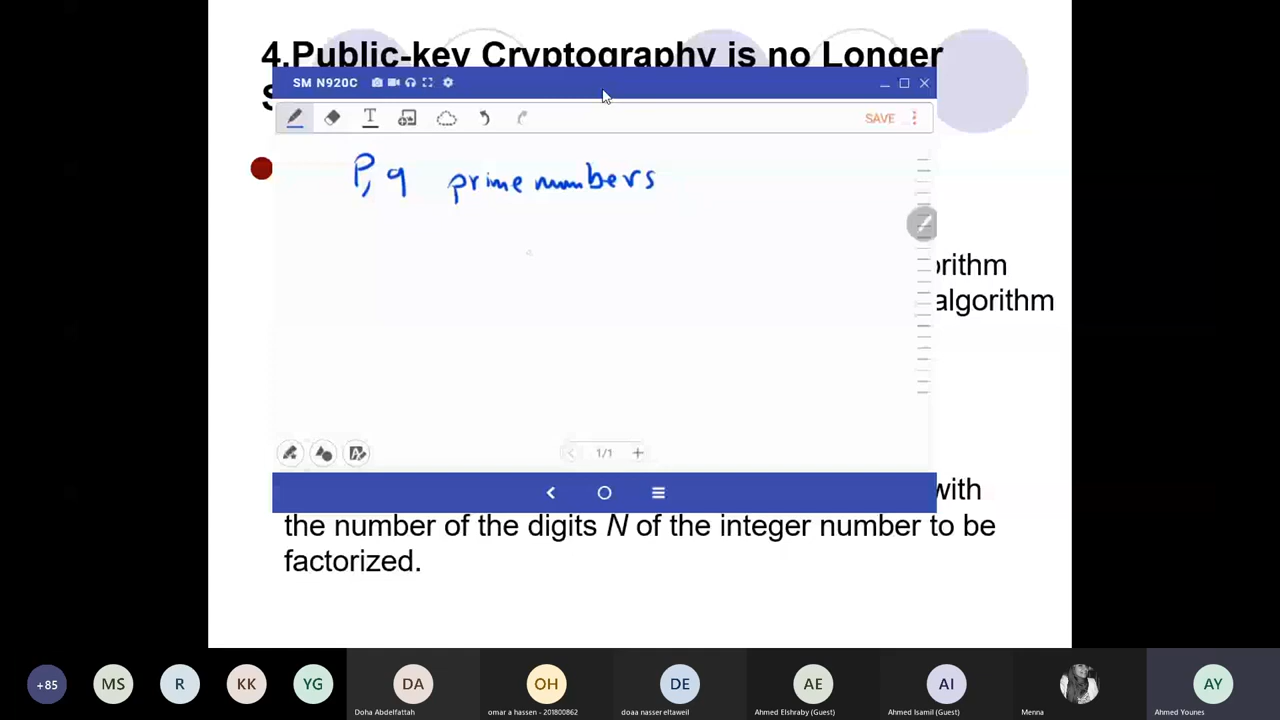 4.Public-key Cryptography is no Longer
SM N920C
T
SAVE
P, q prime numbers
orithm
algorithm
1/1
with
the number of the digits N of the integer number to be
factorized.
+85
MS
R
KK
YG
DA
OH
DE
AE
AI
AY
Doha Abdelfattah
omar a hassen - 201800862
doaa nasser eltaweil
Ahmed Elshraby (Guest)
Ahmed Isamil (Guest)
Menna
Ahmed Younes